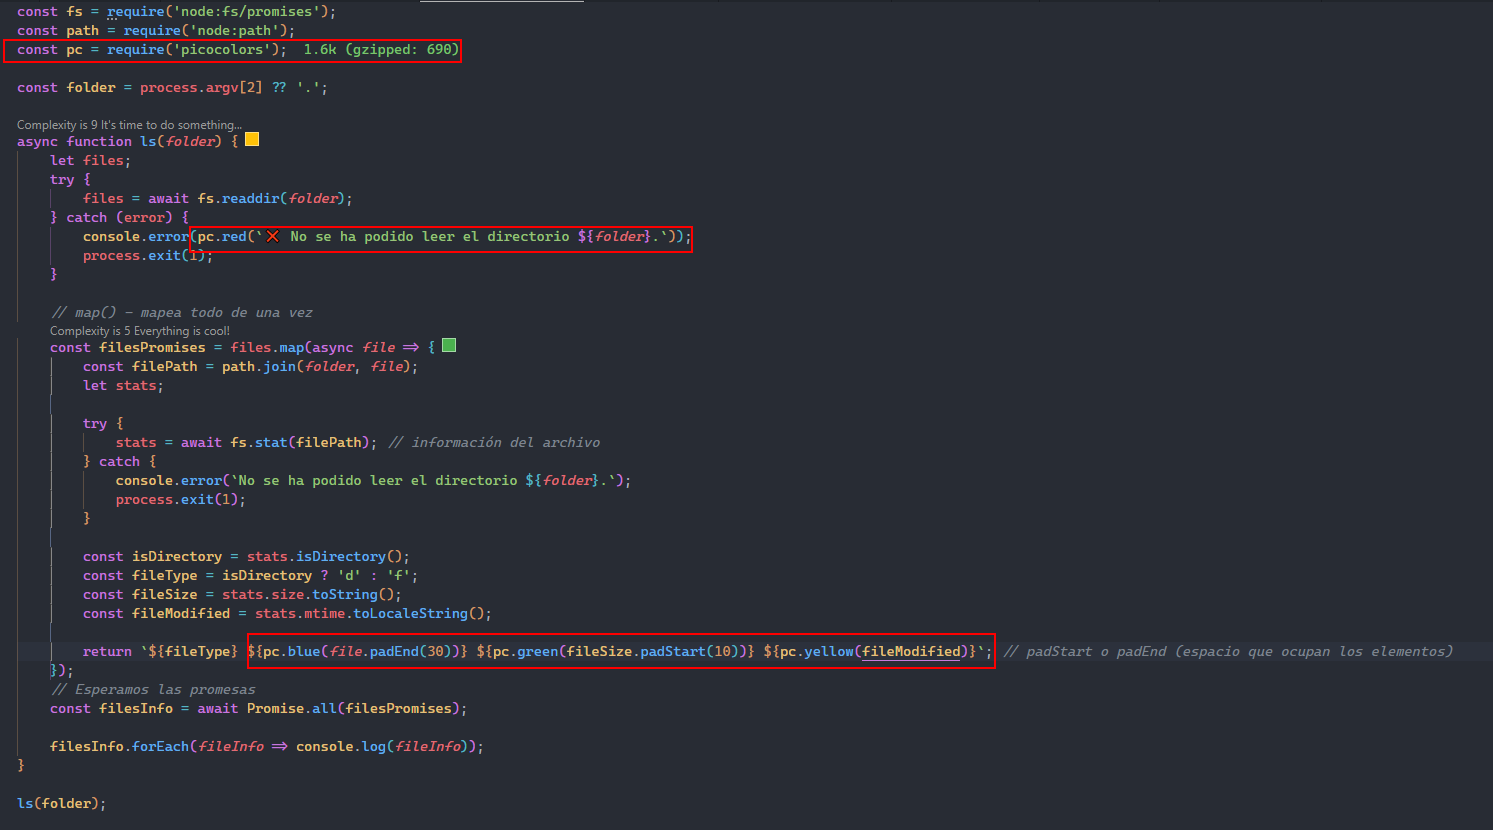 const fs = require('node:fs/promises');
const path = require('node:path');
const pc = require('picocolors');  1.6k (gzipped: 690)
const folder = process.argv[2] ?? '.';
Complexity is 9 It's time to do something...
async function ls(folder) {
let files;
try {
files = await fs.readdir(folder);
} catch (error) {
console.error(pc.red(`❌ No se ha podido leer el directorio ${folder}.`));
process.exit(1);
}
// map() - mapea todo de una vez
Complexity is 5 Everything is cool!
const filesPromises = files.map(async file => {
const filePath = path.join(folder, file);
let stats;
try {
stats = await fs.stat(filePath); // información del archivo
} catch {
console.error(`No se ha podido leer el directorio ${folder}.`);
process.exit(1);
}
const isDirectory = stats.isDirectory();
const fileType = isDirectory ? 'd' : 'f';
const fileSize = stats.size.toString();
const fileModified = stats.mtime.toLocaleString();
return `${fileType} ${pc.blue(file.padEnd(30))} ${pc.green(fileSize.padStart(10))} ${pc.yellow(fileModified)}`; // padStart o padEnd (espacio que ocupan los elementos)
});
// Esperamos las promesas
const filesInfo = await Promise.all(filesPromises);
filesInfo.forEach(fileInfo => console.log(fileInfo));
}
ls(folder);